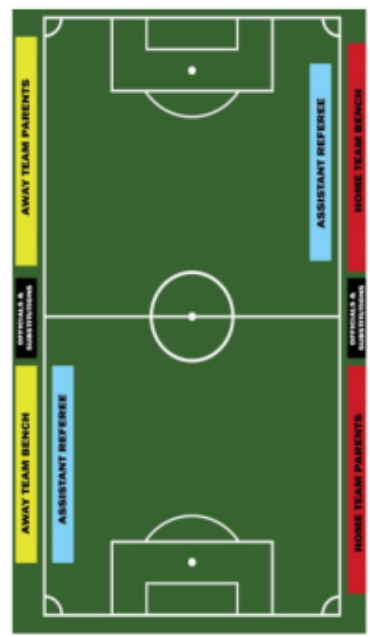 AWAY TEAM PARENTS
OFFICIALS &
SUBSTITUTIONS
AWAY TEAM BENCH
ASSISTANT REFEREE
ASSISTANT REFEREE
HOME TEAM BENCH
OFFICIALS &
SUBSTITUTIONS
HOME TEAM PARENTS